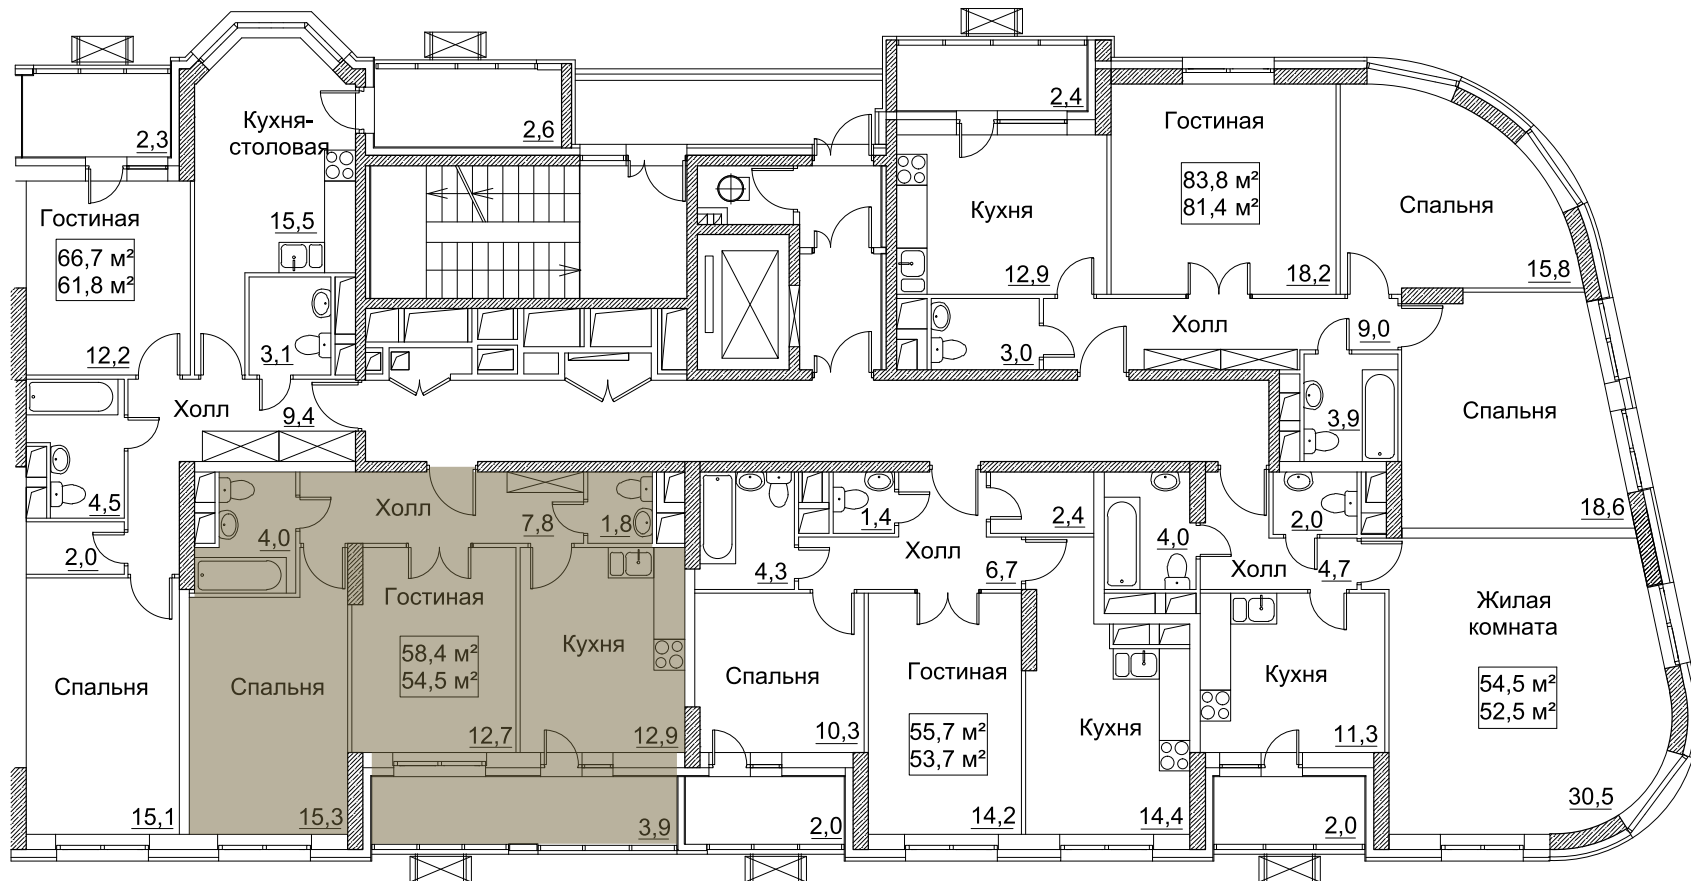 2,3
Кухня-
столовая
2,6
2,4
Гостиная
83,8 м²
81,4 м²
Гостиная
66,7 м²
61,8 м²
15,5
Кухня
12,9
18,2
Спальня
15,8
12,2
3,1
3,0
Холл
9,0
Холл
9,4
3,9
Спальня
18,6
4,5
2,0
4,0
Холл
7,8
1,8
4,3
1,4
Холл
6,7
2,4
4,0
2,0
Холл
4,7
Гостиная
58,4 м²
54,5 м²
12,7
Кухня
12,9
Спальня
15,1
Спальня
15,3
3,9
Спальня
10,3
2,0
Гостиная
55,7 м²
53,7 м²
14,2
Кухня
14,4
Кухня
11,3
2,0
Жилая
комната
54,5 м²
52,5 м²
30,5